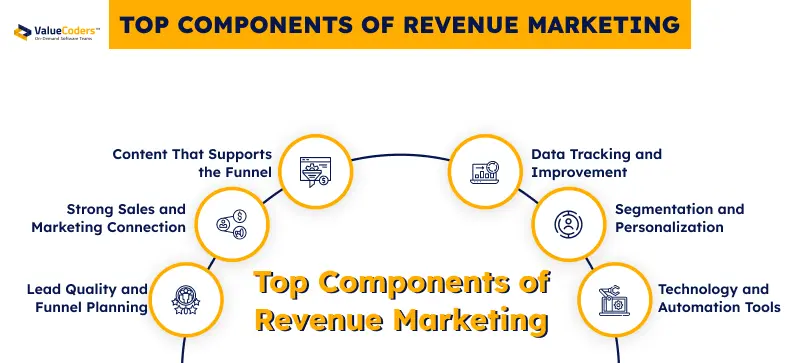 ValueCoders™
On-Demand Software Teams
TOP COMPONENTS OF REVENUE MARKETING
Content That Supports
the Funnel
Strong Sales and
Marketing Connection
Lead Quality and
Funnel Planning
Data Tracking and
Improvement
Segmentation and
Personalization
Technology and
Automation Tools
Top Components of
Revenue Marketing